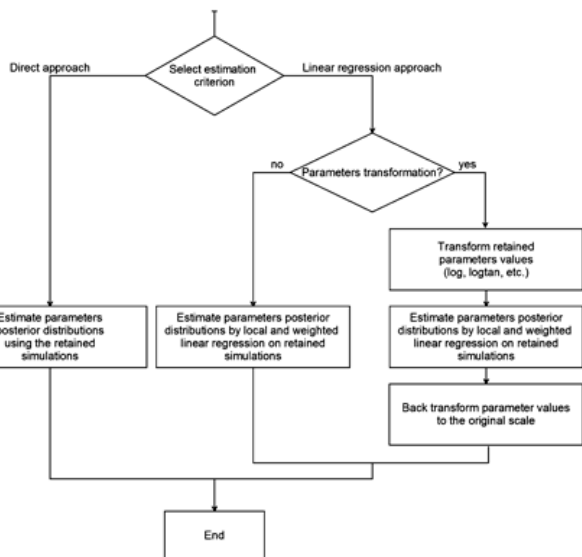 Direct approach
Select estimation
criterion
Linear regression approach
no
Parameters transformation?
yes
Transform retained
parameters values
(log, logtan, etc.)
Estimate parameters
posterior distributions
using the retained
simulations
Estimate parameters posterior
distributions by local and weighted
linear regression on retained
simulations
Estimate parameters posterior
distributions by local and weighted
linear regression on retained
simulations
Back transform parameter values
to the original scale
End